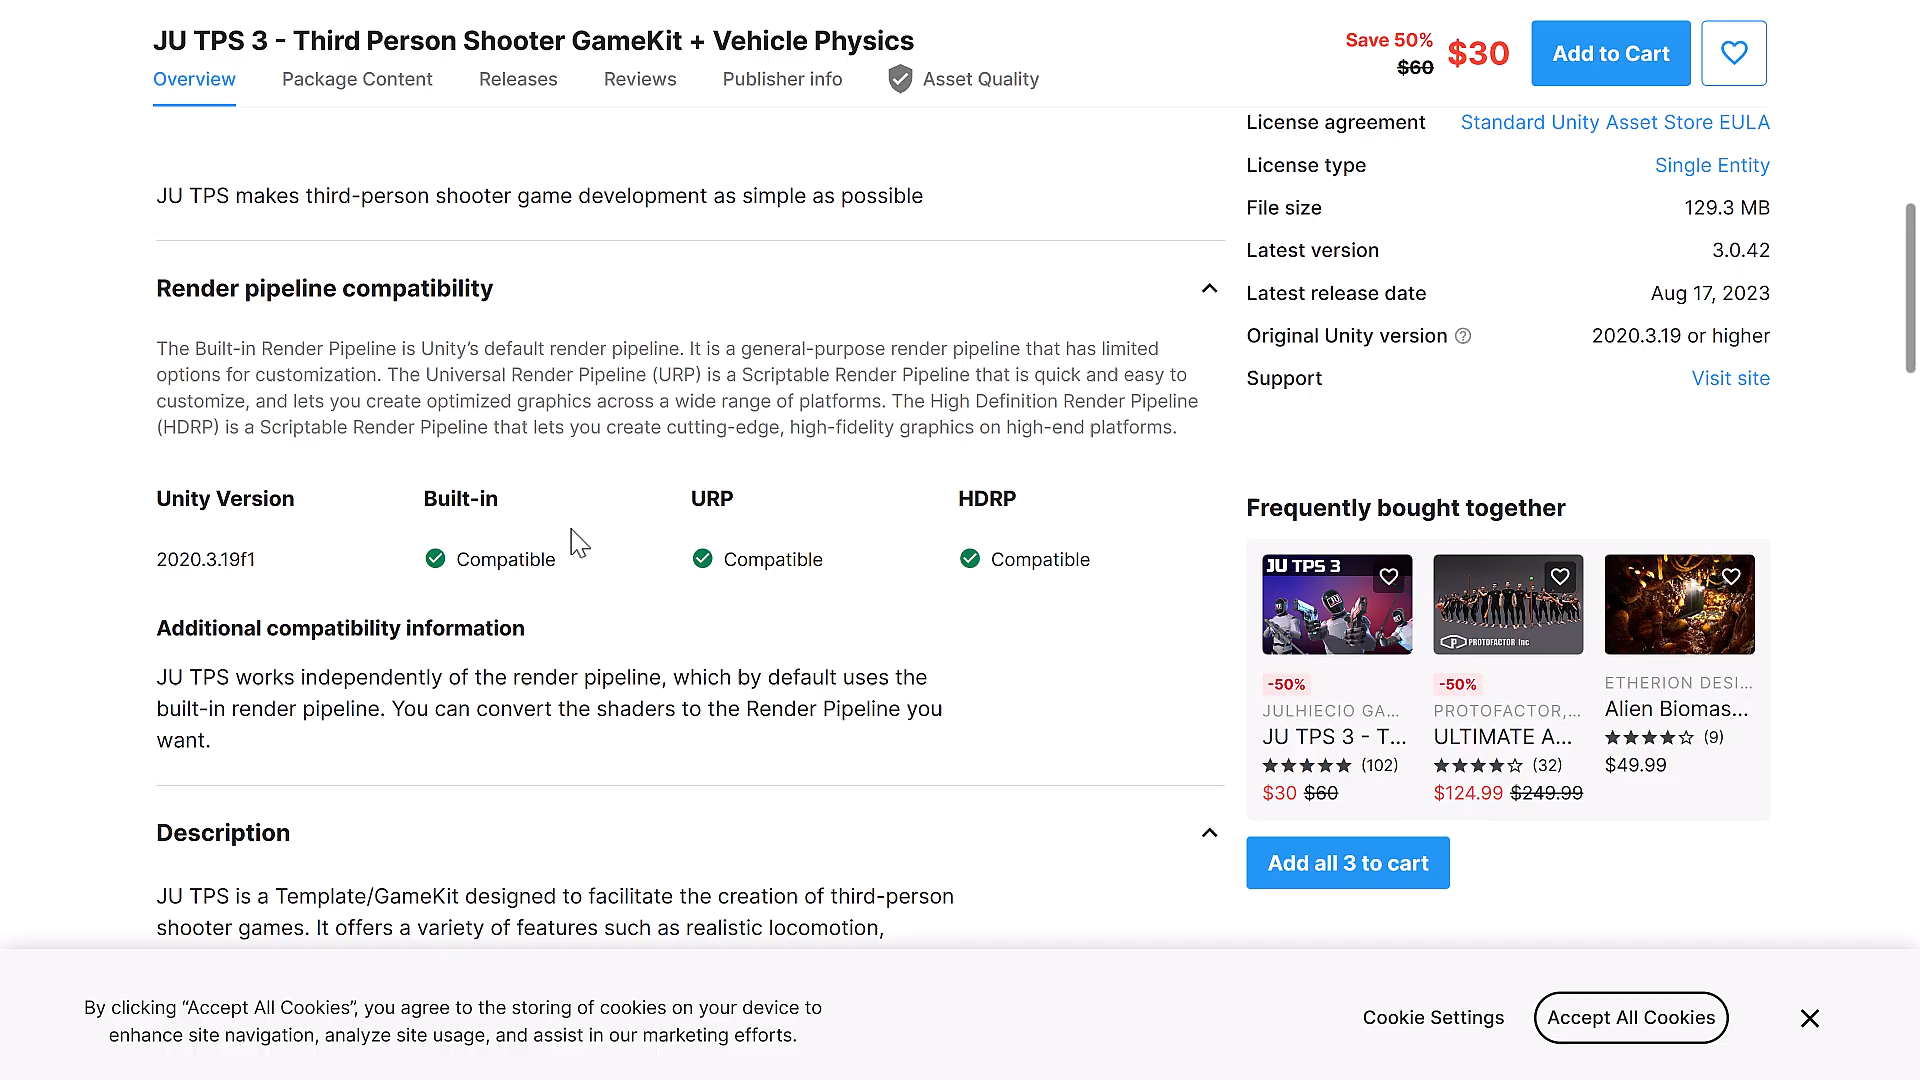 JU TPS 3 - Third Person Shooter GameKit + Vehicle Physics
Save 50%
$60
$30
Add to Cart
Overview
Package Content
Releases
Reviews
Publisher info
Asset Quality
JU TPS makes third-person shooter game development as simple as possible
Render pipeline compatibility
The Built-in Render Pipeline is Unity’s default render pipeline. It is a general-purpose render pipeline that has limited
options for customization. The Universal Render Pipeline (URP) is a Scriptable Render Pipeline that is quick and easy to
customize, and lets you create optimized graphics across a wide range of platforms. The High Definition Render Pipeline
(HDRP) is a Scriptable Render Pipeline that lets you create cutting-edge, high-fidelity graphics on high-end platforms.
Unity Version
Built-in
URP
HDRP
2020.3.19f1
Compatible
Compatible
Compatible
Additional compatibility information
JU TPS works independently of the render pipeline, which by default uses the
built-in render pipeline. You can convert the shaders to the Render Pipeline you
want.
Description
JU TPS is a Template/GameKit designed to facilitate the creation of third-person
shooter games. It offers a variety of features such as realistic locomotion,
License agreement
Standard Unity Asset Store EULA
License type
Single Entity
File size
129.3 MB
Latest version
3.0.42
Latest release date
Aug 17, 2023
Original Unity version
2020.3.19 or higher
Support
Visit site
Frequently bought together
JU TPS 3
PROTOFACTOR Inc
-50%
JULHIECIO GA...
JU TPS 3 - T...
(102)
$30 $60
-50%
PROTOFACTOR,...
ULTIMATE A...
(32)
$124.99 $249.99
ETHERION DESI...
Alien Biomas...
(9)
$49.99
Add all 3 to cart
By clicking “Accept All Cookies”, you agree to the storing of cookies on your device to
enhance site navigation, analyze site usage, and assist in our marketing efforts.
Cookie Settings
Accept All Cookies